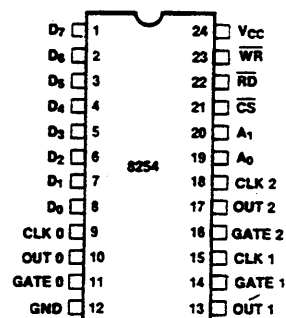 D7 1 24 VCC
D6 2 23 WR
D5 3 22 RD
D4 4 21 CS
D3 5 20 A1
D2 6 19 A0
8254
D1 7 18 CLK 2
D0 8 17 OUT 2
CLK 0 9 16 GATE 2
OUT 0 10 15 CLK 1
GATE 0 11 14 GATE 1
GND 12 13 OUT 1